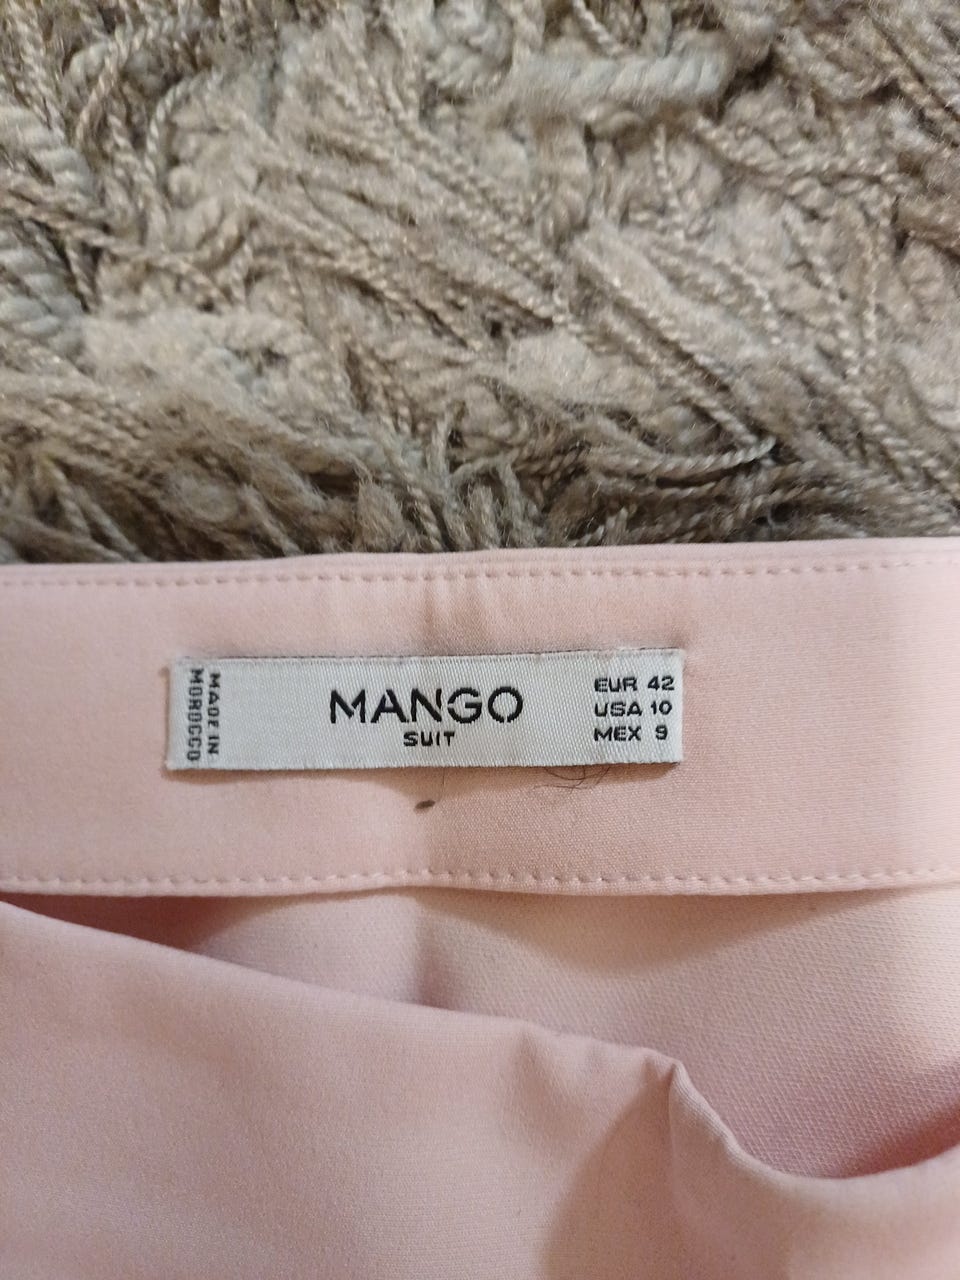 MADE IN
MOROCCO
MANGO
SUIT
EUR 42
USA 10
MEX 9